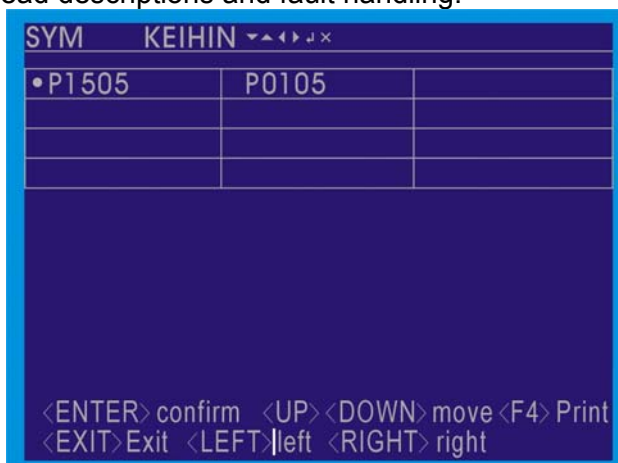 ead descriptions and fault handling.
SYM KEIHIN ▼▲◀▶↲×
•P1505 P0105
<ENTER> confirm <UP> <DOWN> move <F4> Print
<EXIT> Exit <LEFT> left <RIGHT> right